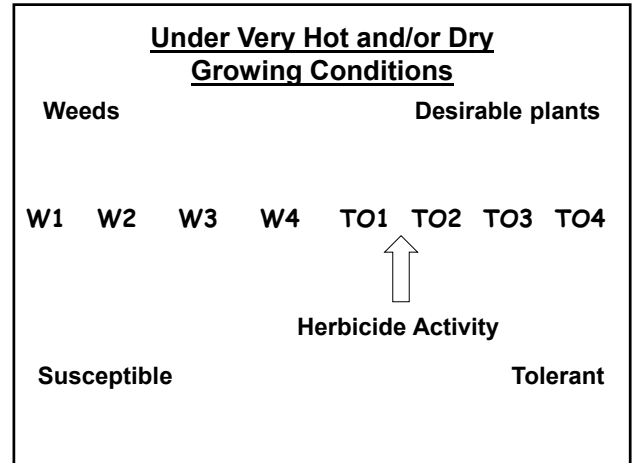 Under Very Hot and/or Dry
Growing Conditions
Weeds Desirable plants
W1 W2 W3 W4 TO1 TO2 TO3 TO4
Herbicide Activity
Susceptible Tolerant